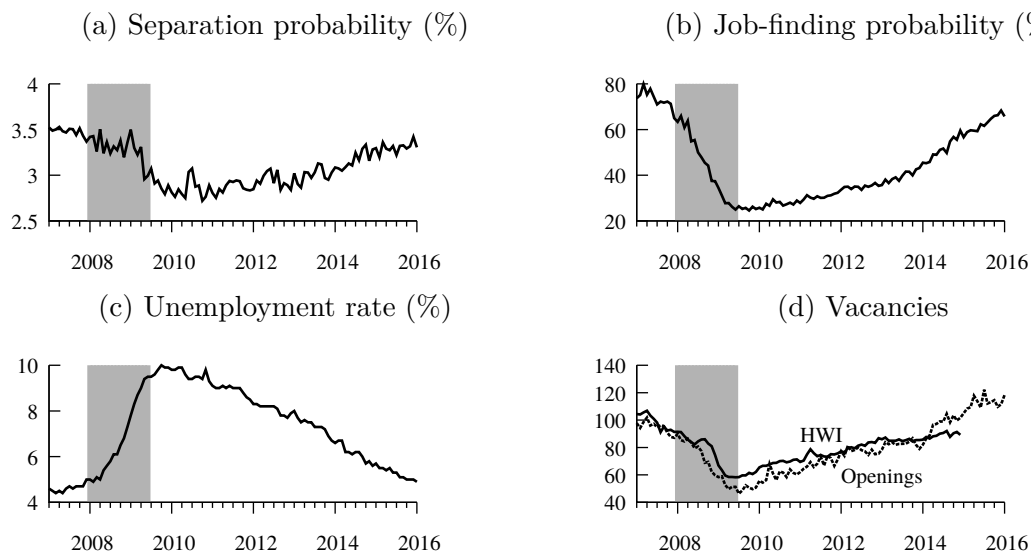 (a) Separation probability (%)
4
3.5
3
2.5
2008 2010 2012 2014 2016
(b) Job-finding probability (%
80
60
40
20
2008 2010 2012 2014 2016
(c) Unemployment rate (%)
10
8
6
4
2008 2010 2012 2014 2016
(d) Vacancies
140
120
100
80
60
40
HWI
Openings
2008 2010 2012 2014 2016